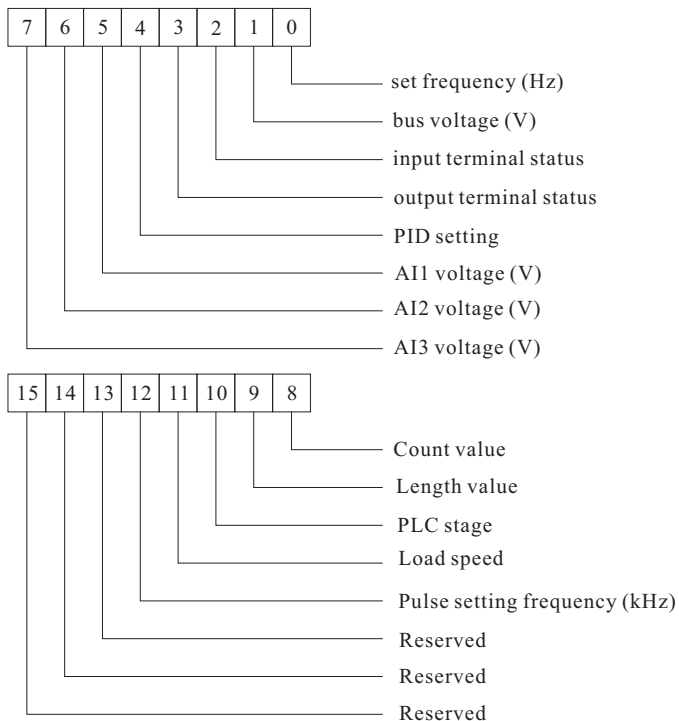 7 6 5 4 3 2 1 0
set frequency (Hz)
bus voltage (V)
input terminal status
output terminal status
PID setting
AI1 voltage (V)
AI2 voltage (V)
AI3 voltage (V)
15 14 13 12 11 10 9 8
Count value
Length value
PLC stage
Load speed
Pulse setting frequency (kHz)
Reserved
Reserved
Reserved